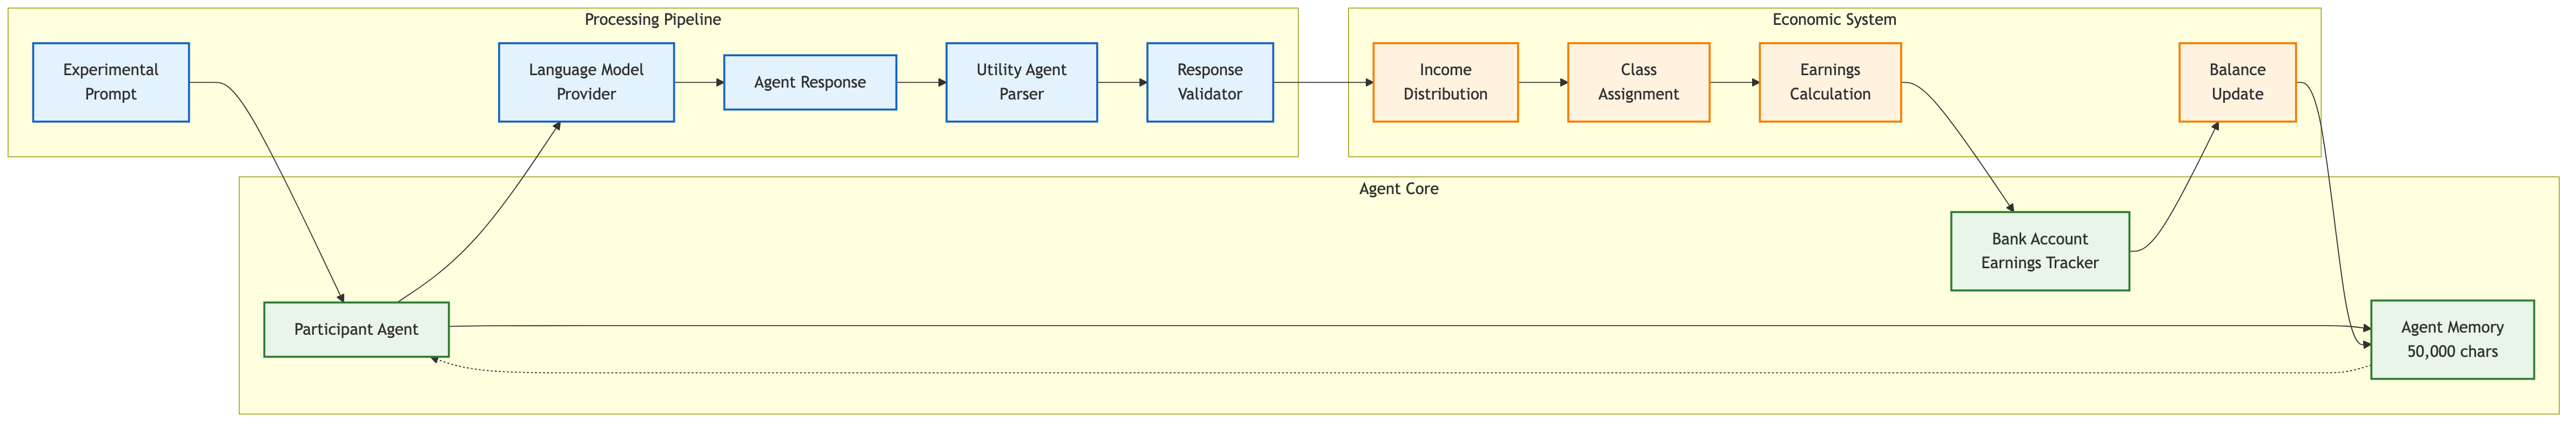 Processing Pipeline
Experimental
Prompt
Language Model
Provider
Agent Response
Utility Agent
Parser
Response
Validator
Economic System
Income
Distribution
Class
Assignment
Earnings
Calculation
Balance
Update
Agent Core
Participant Agent
Bank Account
Earnings Tracker
Agent Memory
50,000 chars